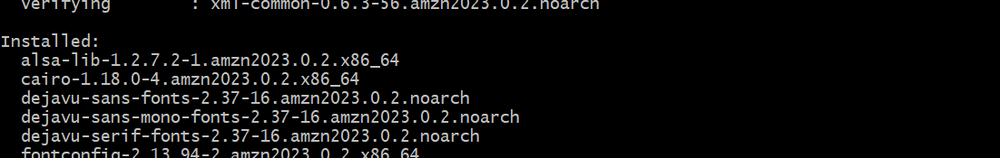 Verifying        : xml-common-0.6.3-56.amzn2023.0.2.noarch
Installed:
  alsa-lib-1.2.7.2-1.amzn2023.0.2.x86_64
  cairo-1.18.0-4.amzn2023.0.2.x86_64
  dejavu-sans-fonts-2.37-16.amzn2023.0.2.noarch
  dejavu-sans-mono-fonts-2.37-16.amzn2023.0.2.noarch
  dejavu-serif-fonts-2.37-16.amzn2023.0.2.noarch
  fontconfig-2.13.94-2.amzn2023.0.2.x86_64